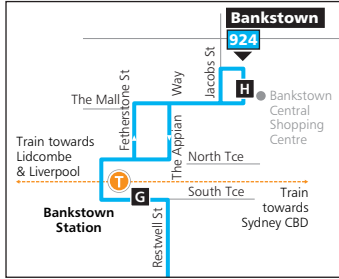 Bankstown
924
Jacobs St
Way
Fetherstone St
H
The Mall
Bankstown
Central
Shopping
Centre
The Appian
Train towards
Lidcombe
& Liverpool
North Tce
T
G
South Tce
Train
towards
Sydney CBD
Bankstown
Station
Restwell St